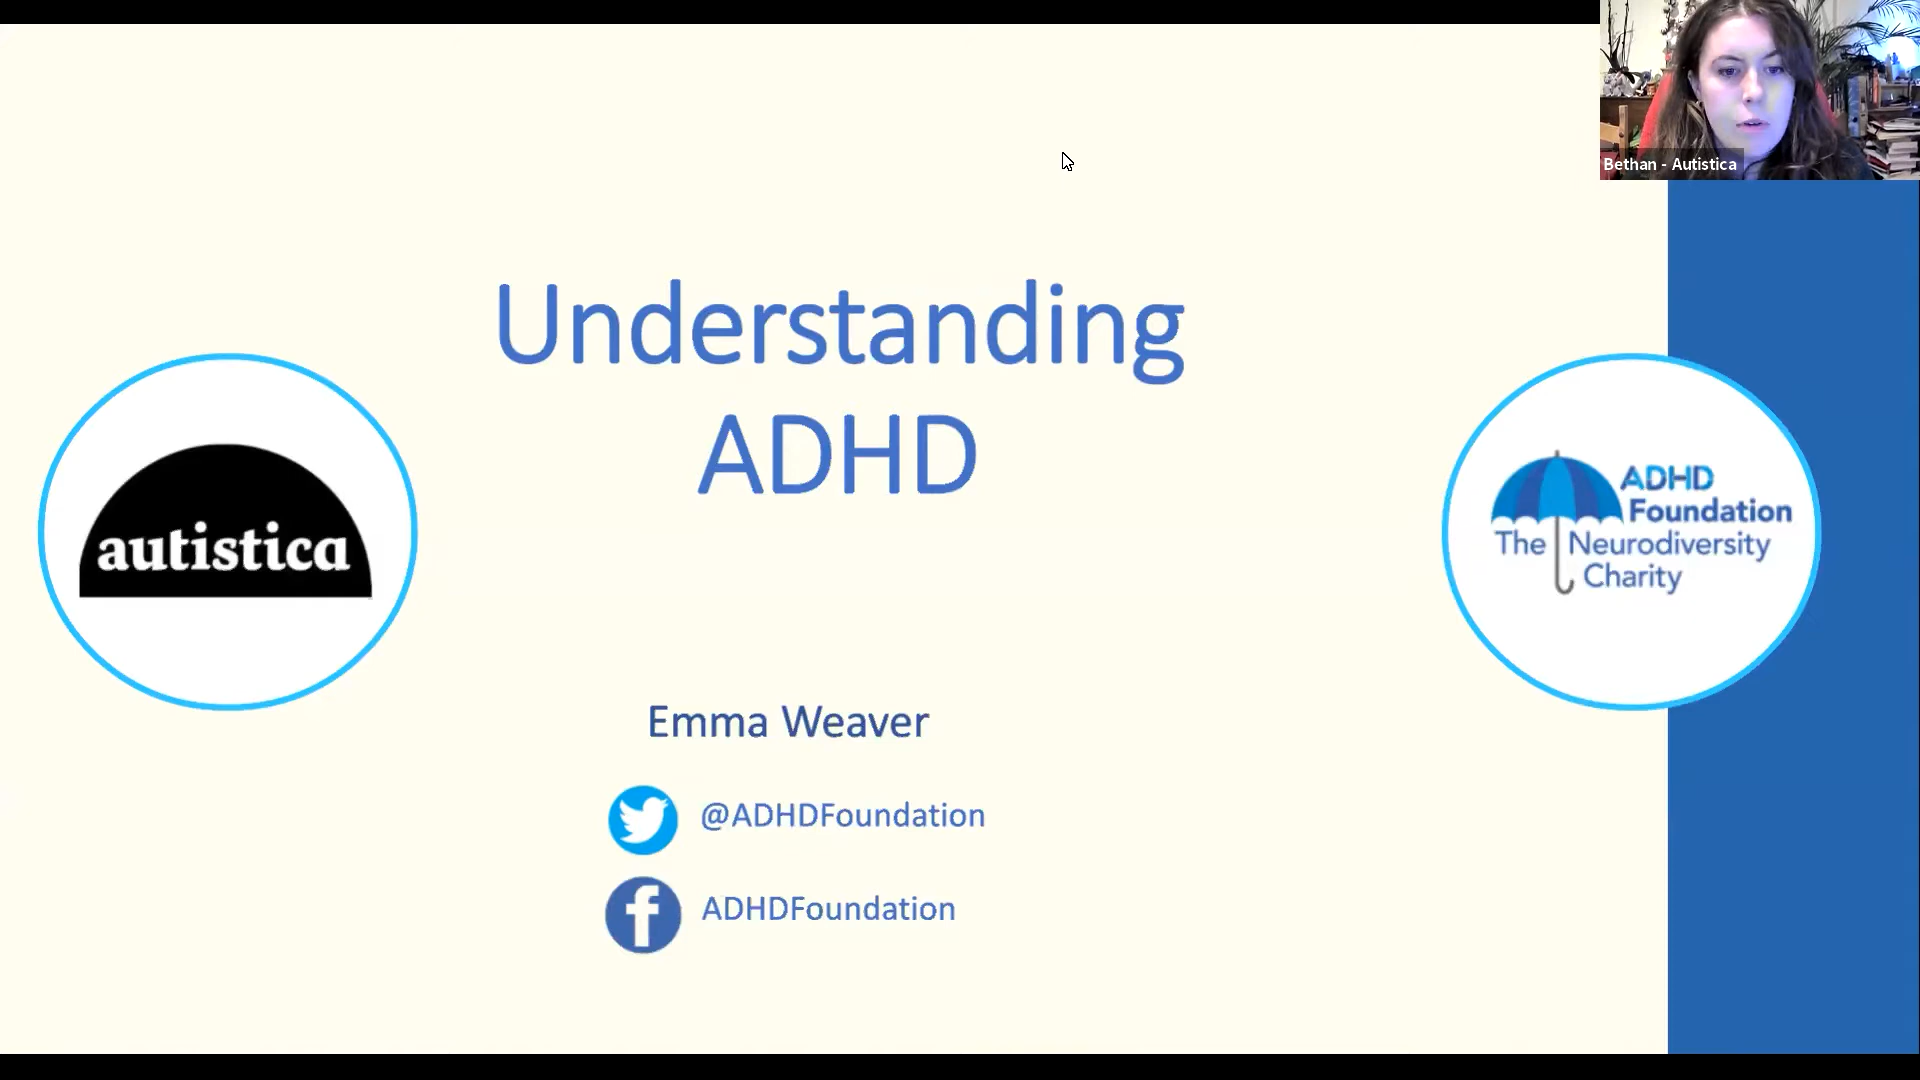 Bethan - Autistica
Understanding
ADHD
autistica
ADHD
Foundation
The Neurodiversity
Charity
Emma Weaver
@ADHDFoundation
ADHDFoundation